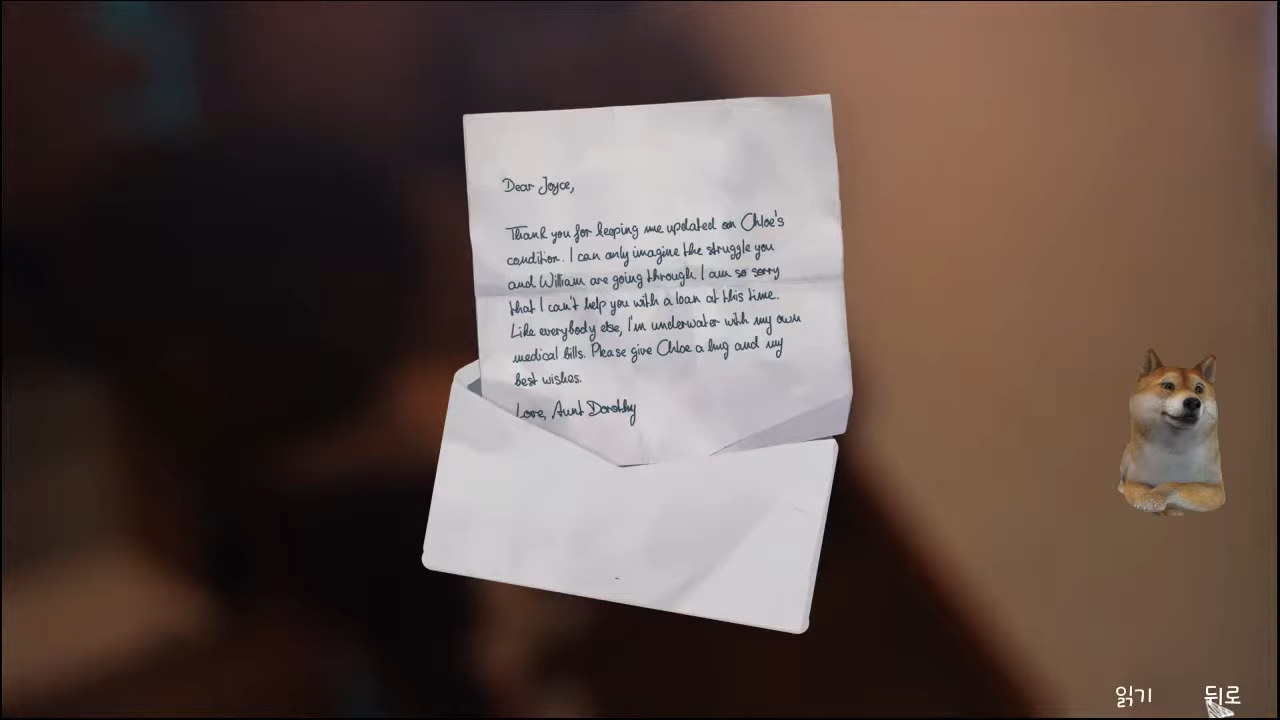 Dear Joyce,
Thank you for keeping me updated on Chloe's
condition. I can only imagine the struggle you
and William are going through. I am so sorry
that I can't help you with a loan at this time.
Like everybody else, I'm underwater with my own
medical bills. Please give Chloe a hug and my
best wishes.
Love, Aunt Dorothy
읽기
뒤로